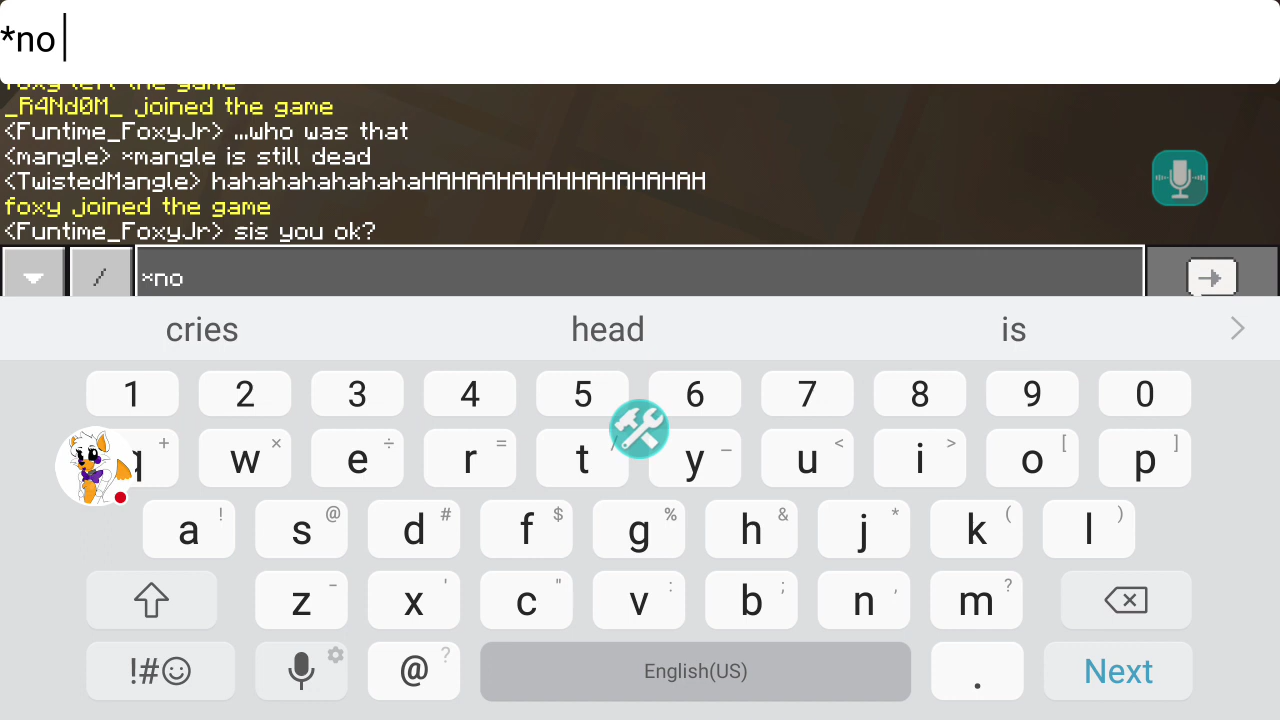 *no
foxy left the game
_R4Nd0M_ joined the game
<Funtime_FoxyJr> ...who was that
<mangle> *mangle is still dead
<TwistedMangle> hahahahahahahaHAHAAHAHAHHAHAHAHAH
foxy joined the game
<Funtime_FoxyJr> sis you ok?
/ *no
cries head is
1 2 3 4 5 6 7 8 9 0
+ × ÷ = / _ < > [ ]
q w e r t y u i o p
! @ # $ % & * ( )
a s d f g h j k l
- ' " : ; , ?
z x c v b n m
!#☺ @ ? English(US) . Next